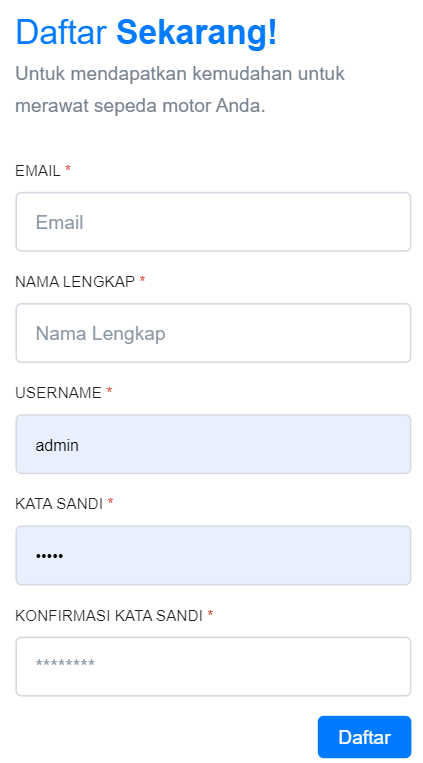 Daftar Sekarang!
Untuk mendapatkan kemudahan untuk
merawat sepeda motor Anda.
EMAIL *
Email
NAMA LENGKAP *
Nama Lengkap
USERNAME *
admin
KATA SANDI *
•••••
KONFIRMASI KATA SANDI *
********
Daftar